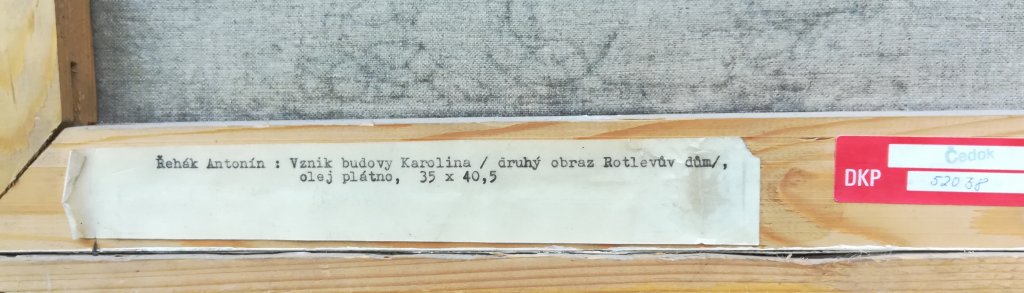 Řehák Antonín : Vznik budovy Karolina / druhý obraz Rotlevův dům/,
olej plátno, 35 x 40,5
Čedok
DKP
52038